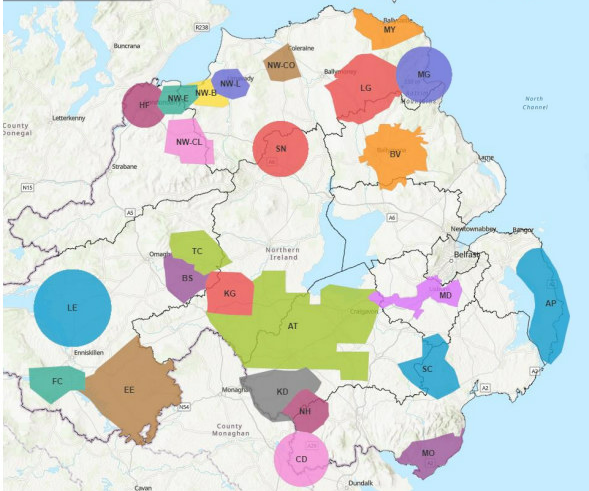 Ballycastle
MY
R238
Buncrana
Coleraine
NW-CO
Ballymoney
MG
LG
NW-L
NW-B
NW-E
HF
Letterkenny
County
Donegal
North
Channel
NW-CL
SN
BV
Strabane
Larne
N15
A5
A6
Newtownabbey
Bangor
Belfast
TC
Omagh
Northern
Ireland
BS
KG
MD
AP
LE
Craigavon
AT
Enniskillen
SC
FC
EE
Monaghan
KD
A2
A2
N54
NH
County
Monaghan
MO
CD
Dundalk
Cavan